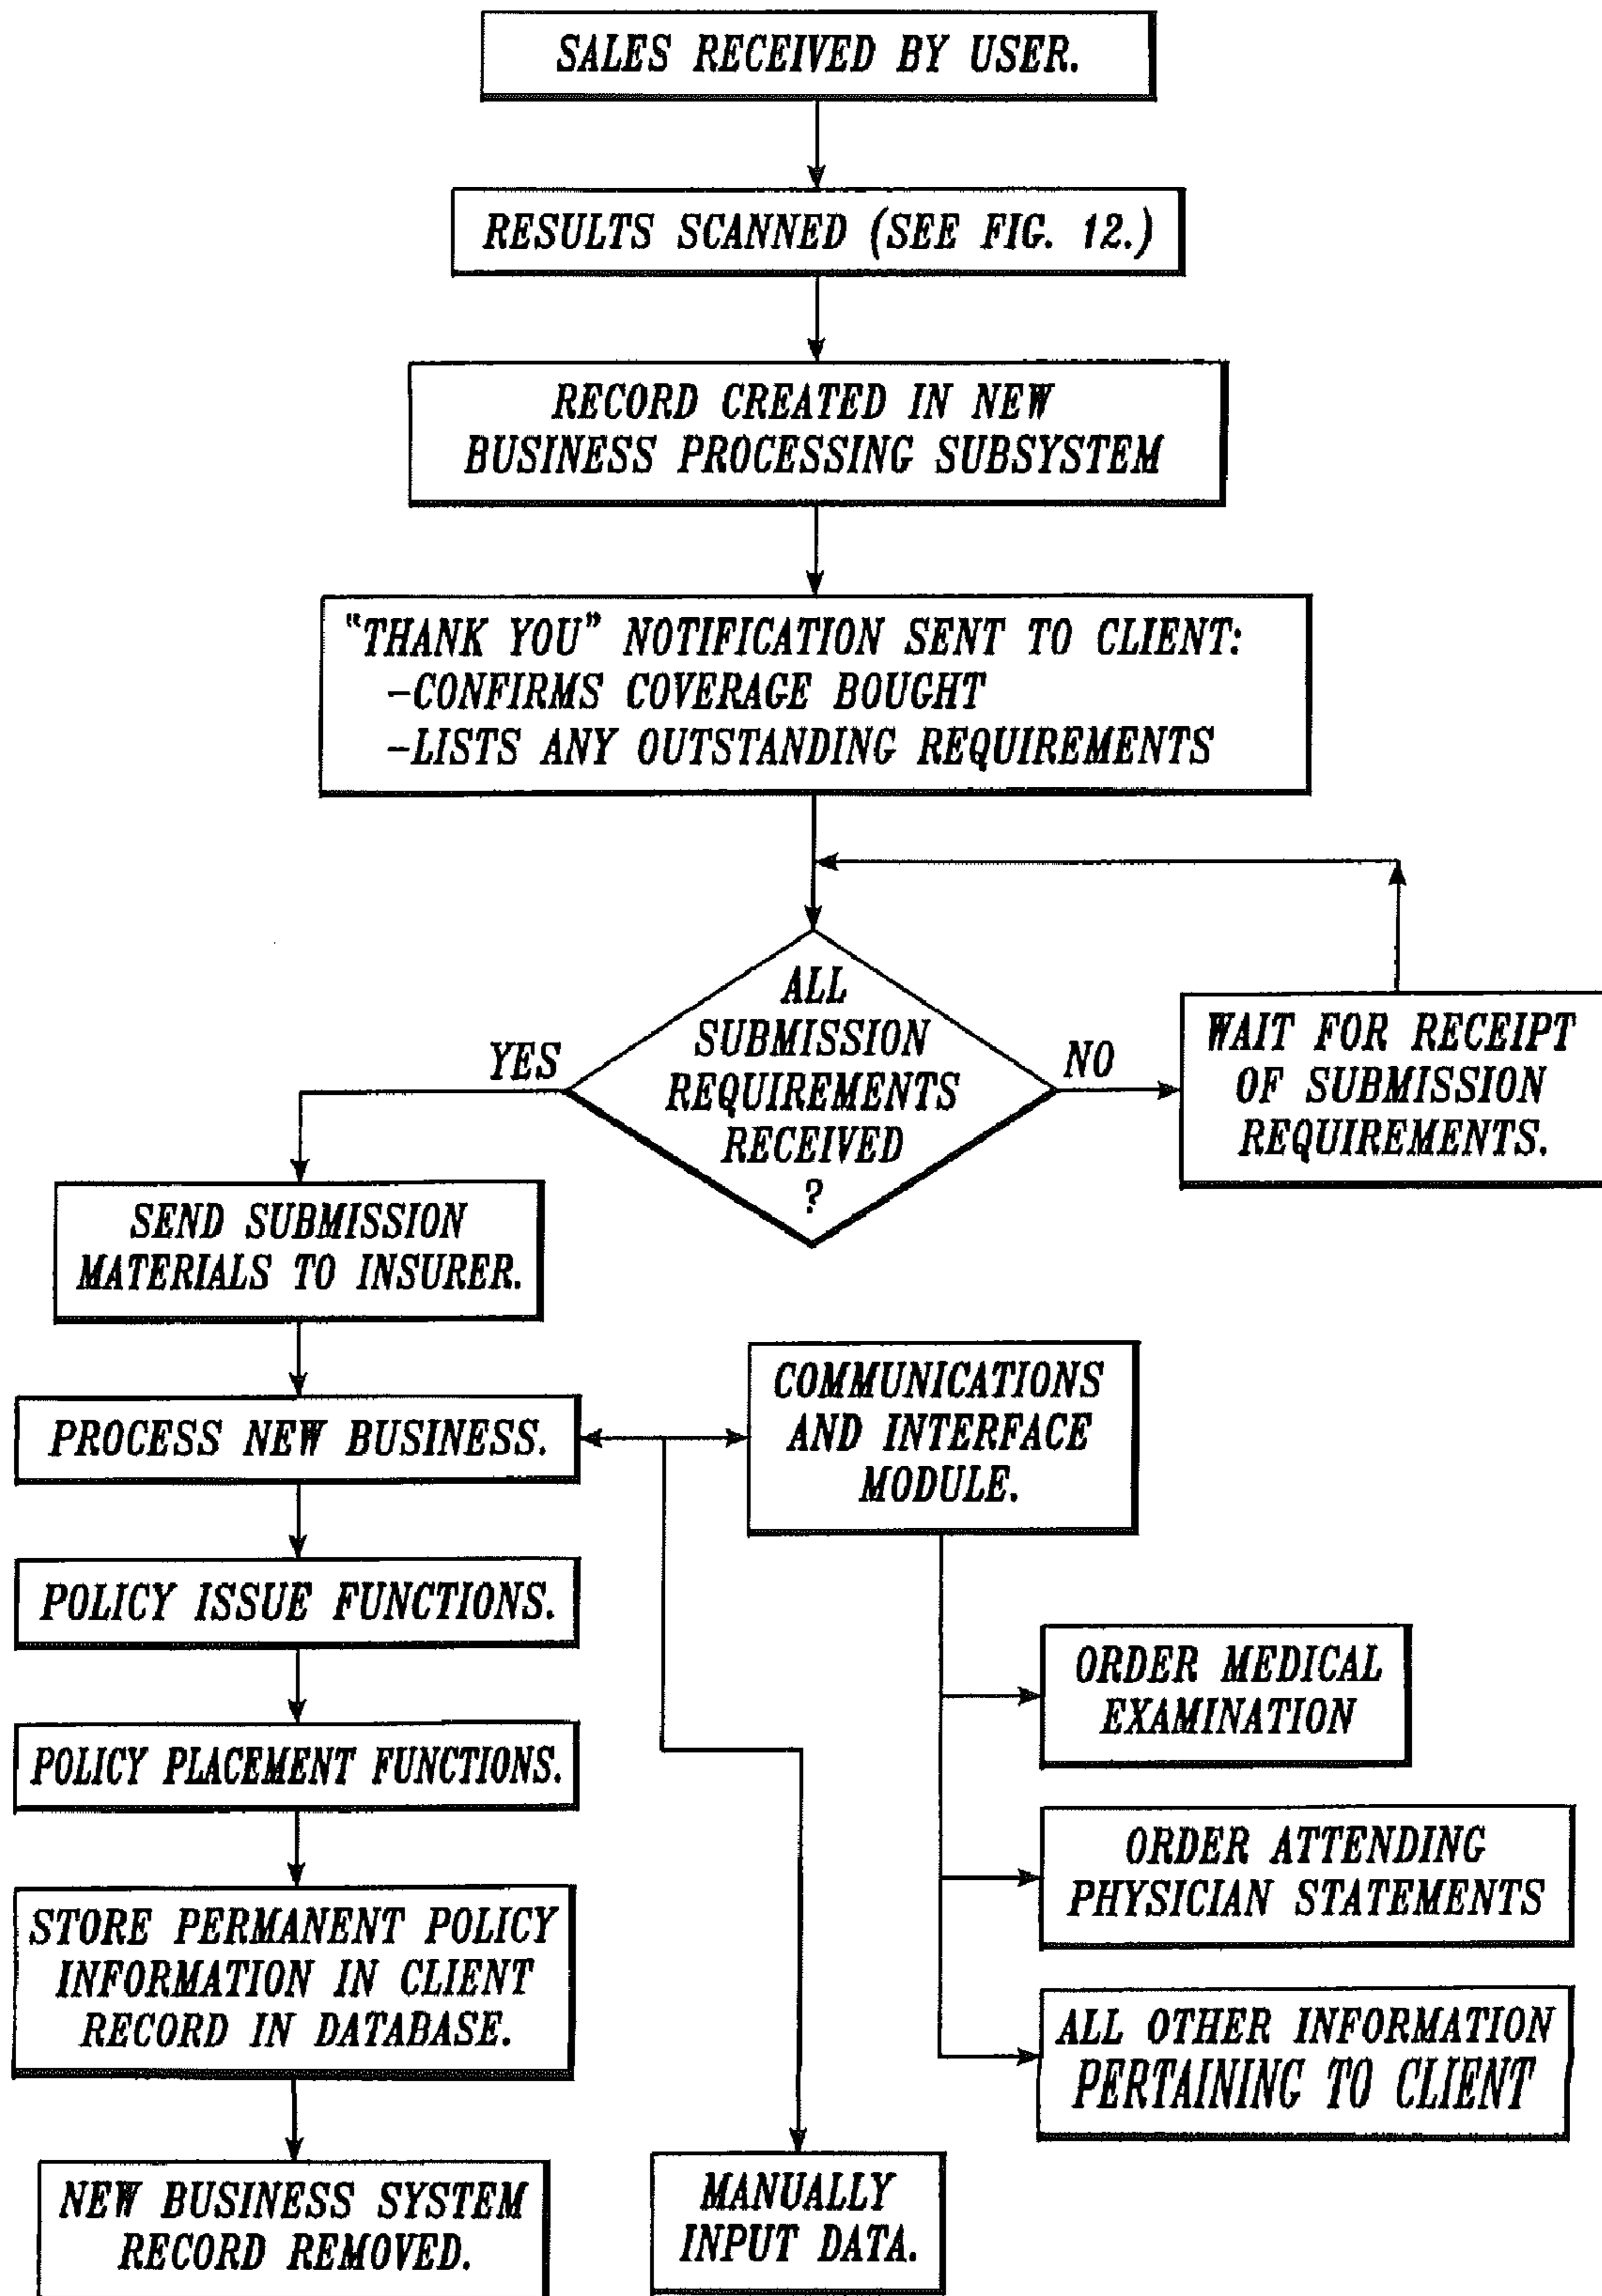 SALES RECEIVED BY USER.
RESULTS SCANNED (SEE FIG. 12.)
RECORD CREATED IN NEW
BUSINESS PROCESSING SUBSYSTEM
"THANK YOU" NOTIFICATION SENT TO CLIENT:
-CONFIRMS COVERAGE BOUGHT
-LISTS ANY OUTSTANDING REQUIREMENTS
ALL
SUBMISSION
REQUIREMENTS
RECEIVED
?
YES
NO
WAIT FOR RECEIPT
OF SUBMISSION
REQUIREMENTS.
SEND SUBMISSION
MATERIALS TO INSURER.
PROCESS NEW BUSINESS.
COMMUNICATIONS
AND INTERFACE
MODULE.
POLICY ISSUE FUNCTIONS.
ORDER MEDICAL
EXAMINATION
POLICY PLACEMENT FUNCTIONS.
ORDER ATTENDING
PHYSICIAN STATEMENTS
STORE PERMANENT POLICY
INFORMATION IN CLIENT
RECORD IN DATABASE.
ALL OTHER INFORMATION
PERTAINING TO CLIENT
NEW BUSINESS SYSTEM
RECORD REMOVED.
MANUALLY
INPUT DATA.